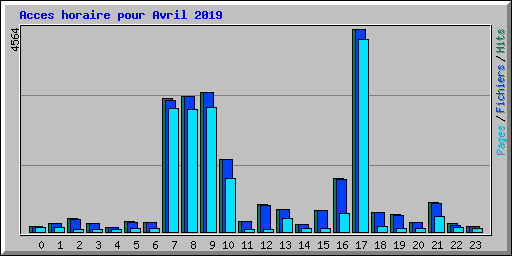 Acces horaire pour Avril 2019
4564
Pages / Fichiers / Hits
0 1 2 3 4 5 6 7 8 9 10 11 12 13 14 15 16 17 18 19 20 21 22 23